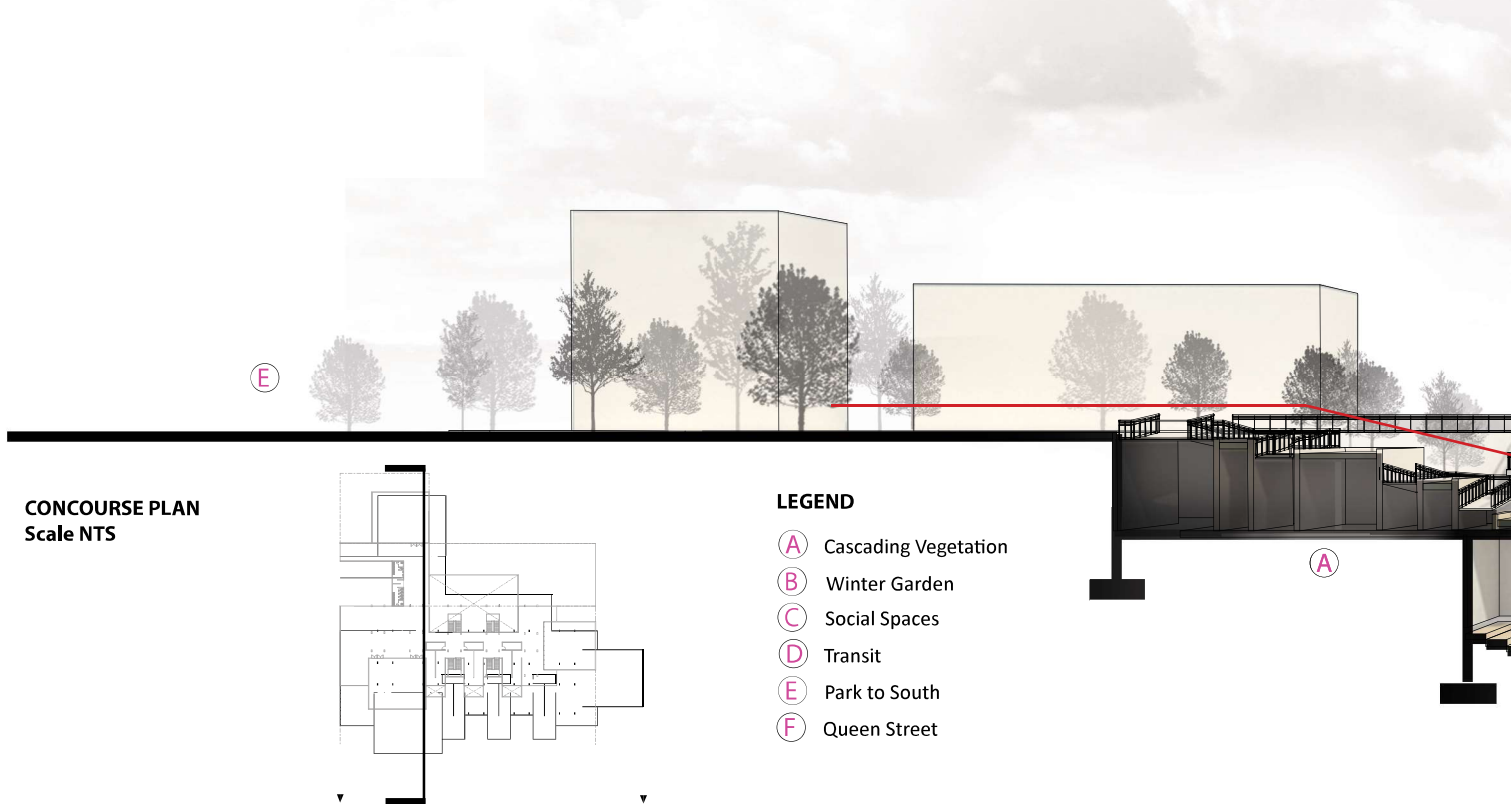 E
CONCOURSE PLAN
Scale NTS
LEGEND
A Cascading Vegetation
B Winter Garden
C Social Spaces
D Transit
E Park to South
F Queen Street
A